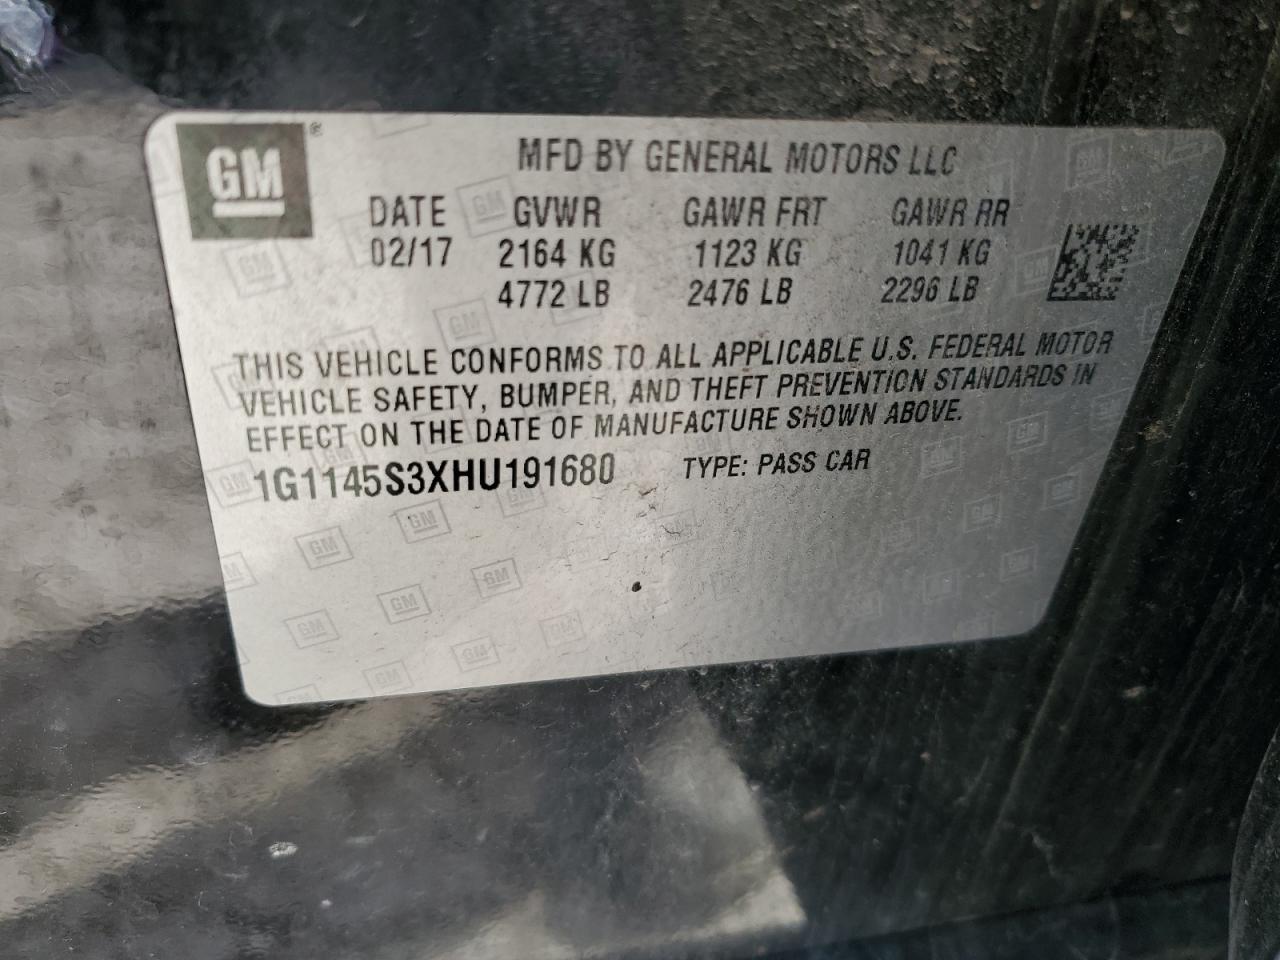 GM®
MFD BY GENERAL MOTORS LLC
DATE GVWR GAWR FRT GAWR RR
02/17 2164 KG 1123 KG 1041 KG
4772 LB 2476 LB 2296 LB
THIS VEHICLE CONFORMS TO ALL APPLICABLE U.S. FEDERAL MOTOR
VEHICLE SAFETY, BUMPER, AND THEFT PREVENTION STANDARDS IN
EFFECT ON THE DATE OF MANUFACTURE SHOWN ABOVE.
1G1145S3XHU191680 TYPE: PASS CAR